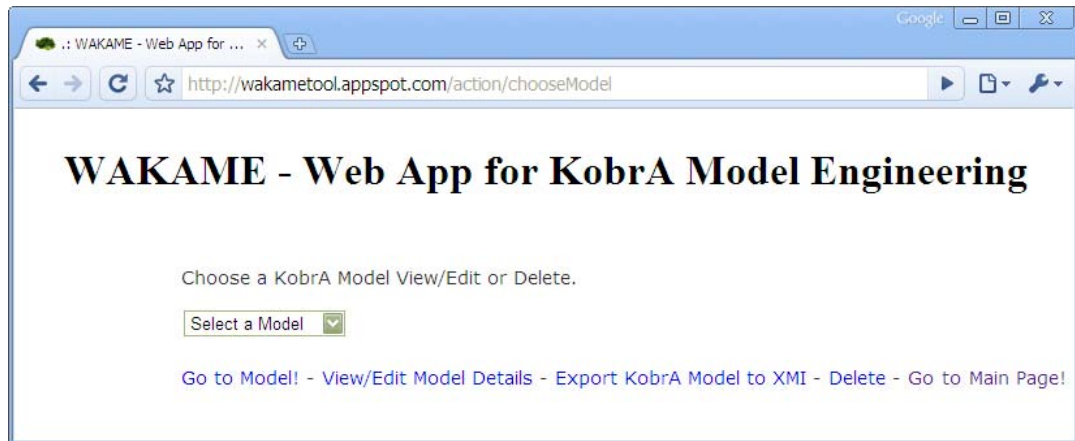 Google
.: WAKAME - Web App for ...
http://wakametool.appspot.com/action/chooseModel
WAKAME - Web App for KobrA Model Engineering
Choose a KobrA Model View/Edit or Delete.
Select a Model
Go to Model! - View/Edit Model Details - Export KobrA Model to XMI - Delete - Go to Main Page!